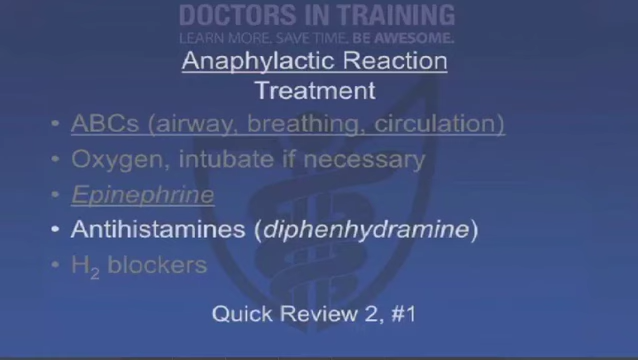 DOCTORS IN TRAINING
LEARN MORE. SAVE TIME. BE AWESOME.
Anaphylactic Reaction
Treatment
• ABCs (airway, breathing, circulation)
• Oxygen, intubate if necessary
• Epinephrine
• Antihistamines (diphenhydramine)
• H₂ blockers
Quick Review 2, #1